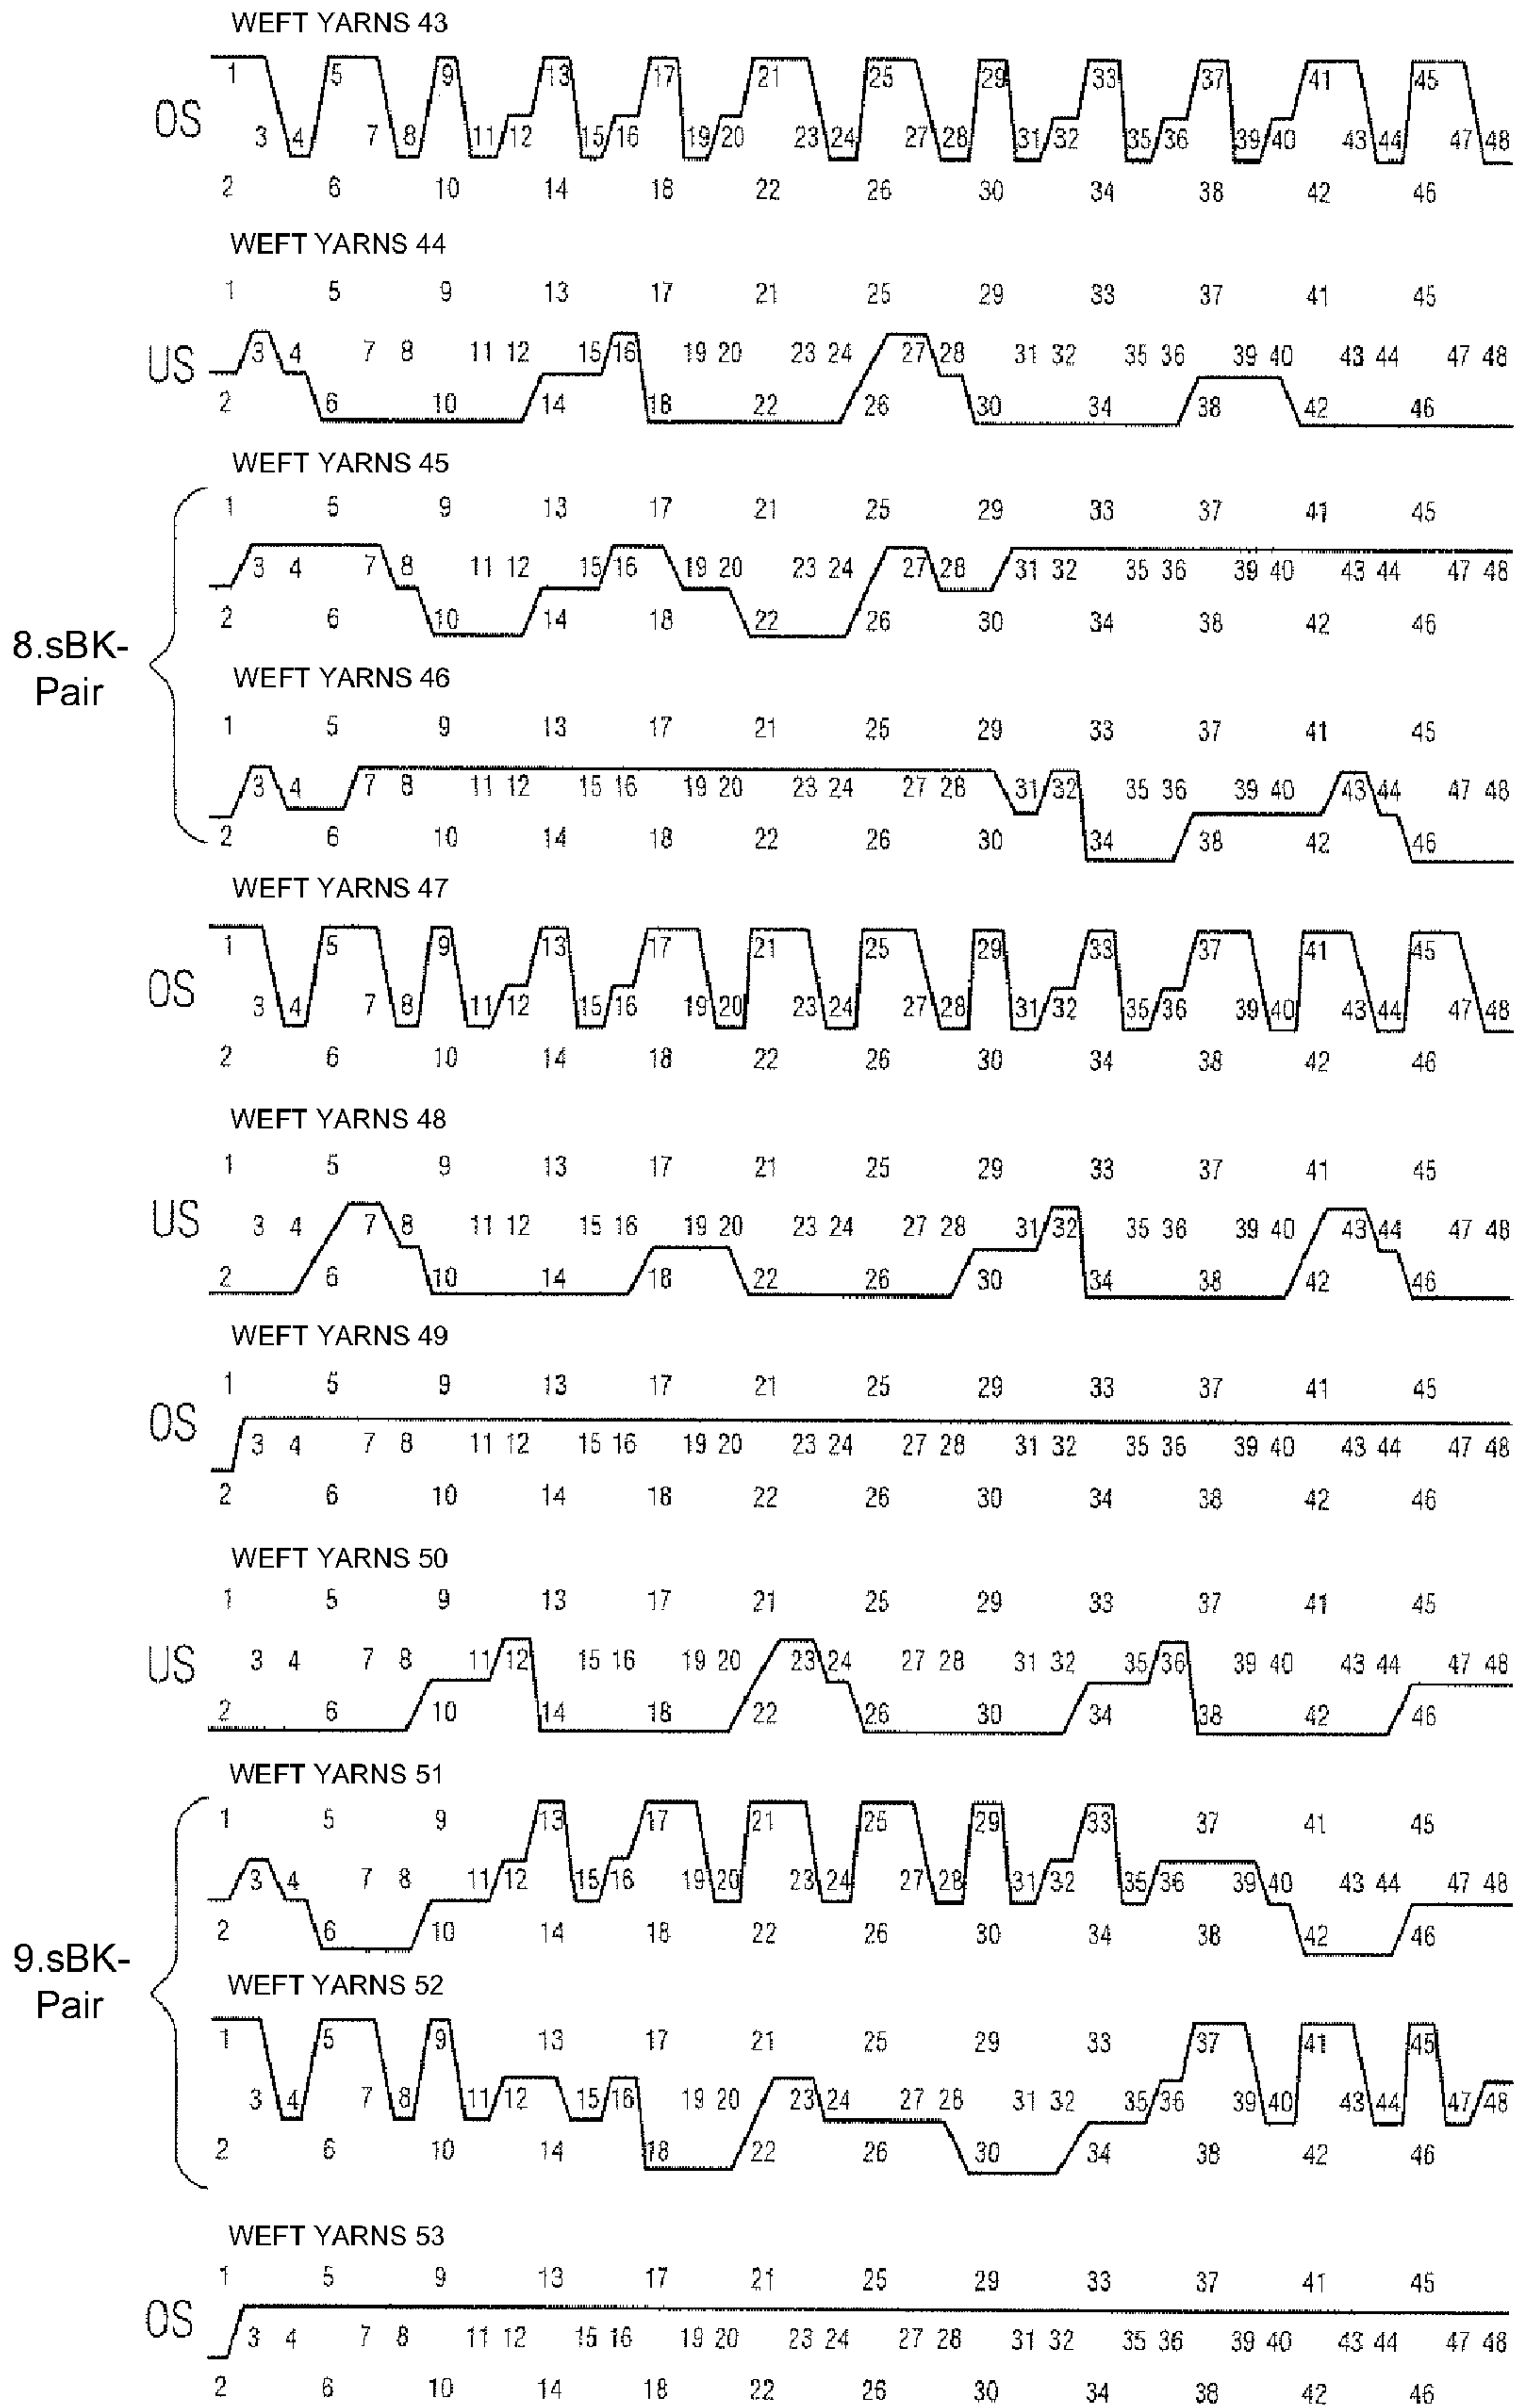 WEFT YARNS 43
1 5 9 13 17 21 25 29 33 37 41 45
OS
3 4 7 8 11 12 15 16 19 20 23 24 27 28 31 32 35 36 39 40 43 44 47 48
2 6 10 14 18 22 26 30 34 38 42 46
WEFT YARNS 44
1 5 9 13 17 21 25 29 33 37 41 45
US
3 4 7 8 11 12 15 16 19 20 23 24 27 28 31 32 35 36 39 40 43 44 47 48
2 6 10 14 18 22 26 30 34 38 42 46
8.sBK-
Pair
WEFT YARNS 45
1 5 9 13 17 21 25 29 33 37 41 45
3 4 7 8 11 12 15 16 19 20 23 24 27 28 31 32 35 36 39 40 43 44 47 48
2 6 10 14 18 22 26 30 34 38 42 46
WEFT YARNS 46
1 5 9 13 17 21 25 29 33 37 41 45
3 4 7 8 11 12 15 16 19 20 23 24 27 28 31 32 35 36 39 40 43 44 47 48
2 6 10 14 18 22 26 30 34 38 42 46
WEFT YARNS 47
1 5 9 13 17 21 25 29 33 37 41 45
OS
3 4 7 8 11 12 15 16 19 20 23 24 27 28 31 32 35 36 39 40 43 44 47 48
2 6 10 14 18 22 26 30 34 38 42 46
WEFT YARNS 48
1 5 9 13 17 21 25 29 33 37 41 45
US
3 4 7 8 11 12 15 16 19 20 23 24 27 28 31 32 35 36 39 40 43 44 47 48
2 6 10 14 18 22 26 30 34 38 42 46
WEFT YARNS 49
1 5 9 13 17 21 25 29 33 37 41 45
OS
3 4 7 8 11 12 15 16 19 20 23 24 27 28 31 32 35 36 39 40 43 44 47 48
2 6 10 14 18 22 26 30 34 38 42 46
WEFT YARNS 50
1 5 9 13 17 21 25 29 33 37 41 45
US
3 4 7 8 11 12 15 16 19 20 23 24 27 28 31 32 35 36 39 40 43 44 47 48
2 6 10 14 18 22 26 30 34 38 42 46
9.sBK-
Pair
WEFT YARNS 51
1 5 9 13 17 21 25 29 33 37 41 45
3 4 7 8 11 12 15 16 19 20 23 24 27 28 31 32 35 36 39 40 43 44 47 48
2 6 10 14 18 22 26 30 34 38 42 46
WEFT YARNS 52
1 5 9 13 17 21 25 29 33 37 41 45
3 4 7 8 11 12 15 16 19 20 23 24 27 28 31 32 35 36 39 40 43 44 47 48
2 6 10 14 18 22 26 30 34 38 42 46
WEFT YARNS 53
1 5 9 13 17 21 25 29 33 37 41 45
OS
3 4 7 8 11 12 15 16 19 20 23 24 27 28 31 32 35 36 39 40 43 44 47 48
2 6 10 14 18 22 26 30 34 38 42 46